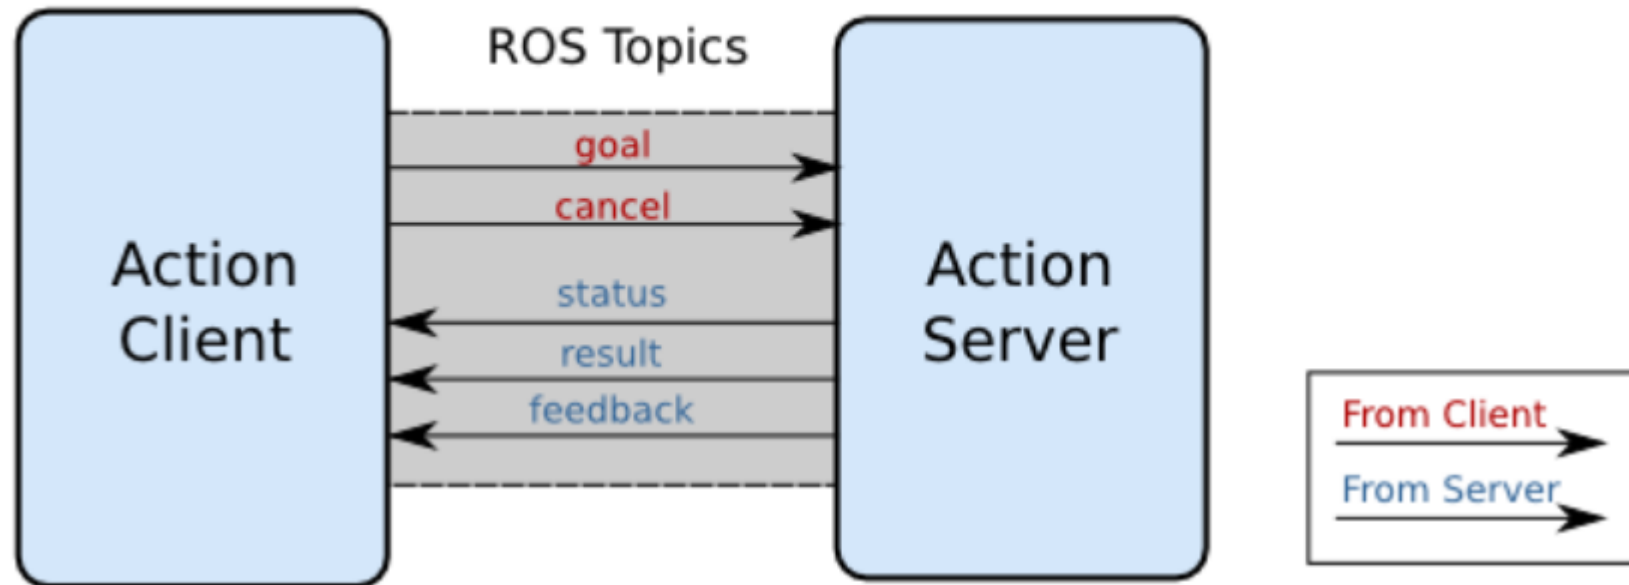 ROS Topics
goal
cancel
status
result
feedback
Action
Client
Action
Server
From Client
From Server